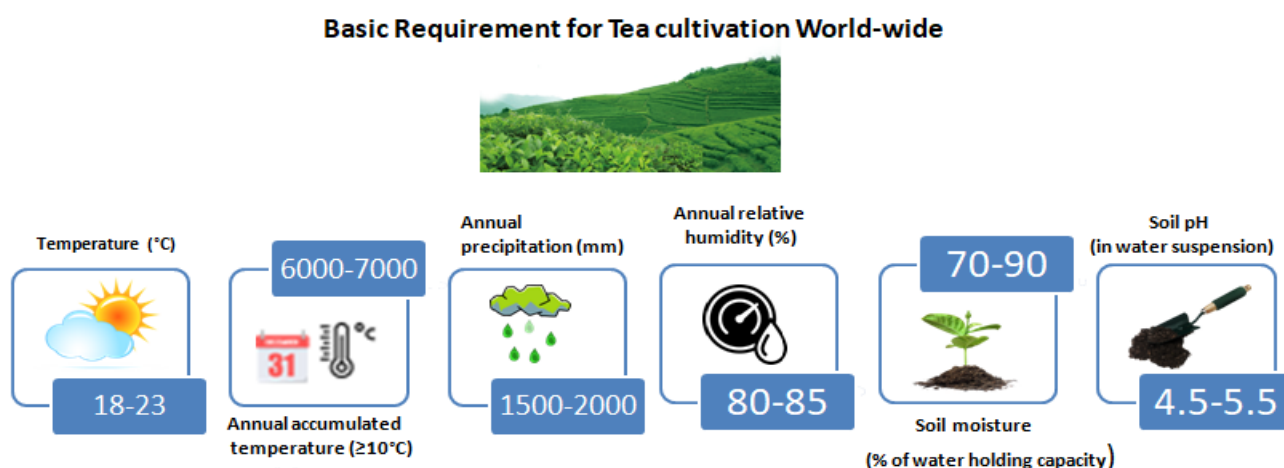 Basic Requirement for Tea cultivation World-wide
Temperature (°C)
18-23
6000-7000
31
°C
Annual accumulated
temperature (≥10°C)
Annual
precipitation (mm)
1500-2000
Annual relative
humidity (%)
80-85
70-90
Soil moisture
(% of water holding capacity)
Soil pH
(in water suspension)
4.5-5.5